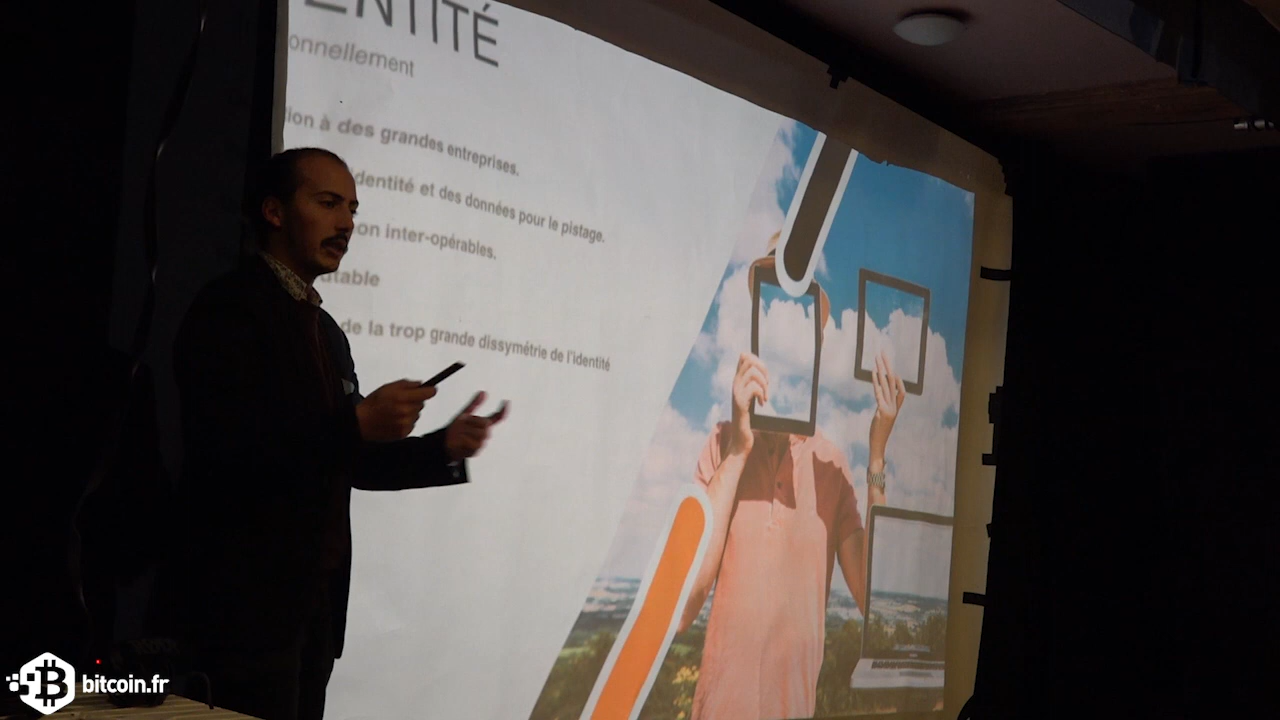 ENTITÉ
onnellement
ion à des grandes entreprises.
identité et des données pour le pistage.
on inter-opérables.
utable
de la trop grande dissymétrie de l'identité
bitcoin.fr